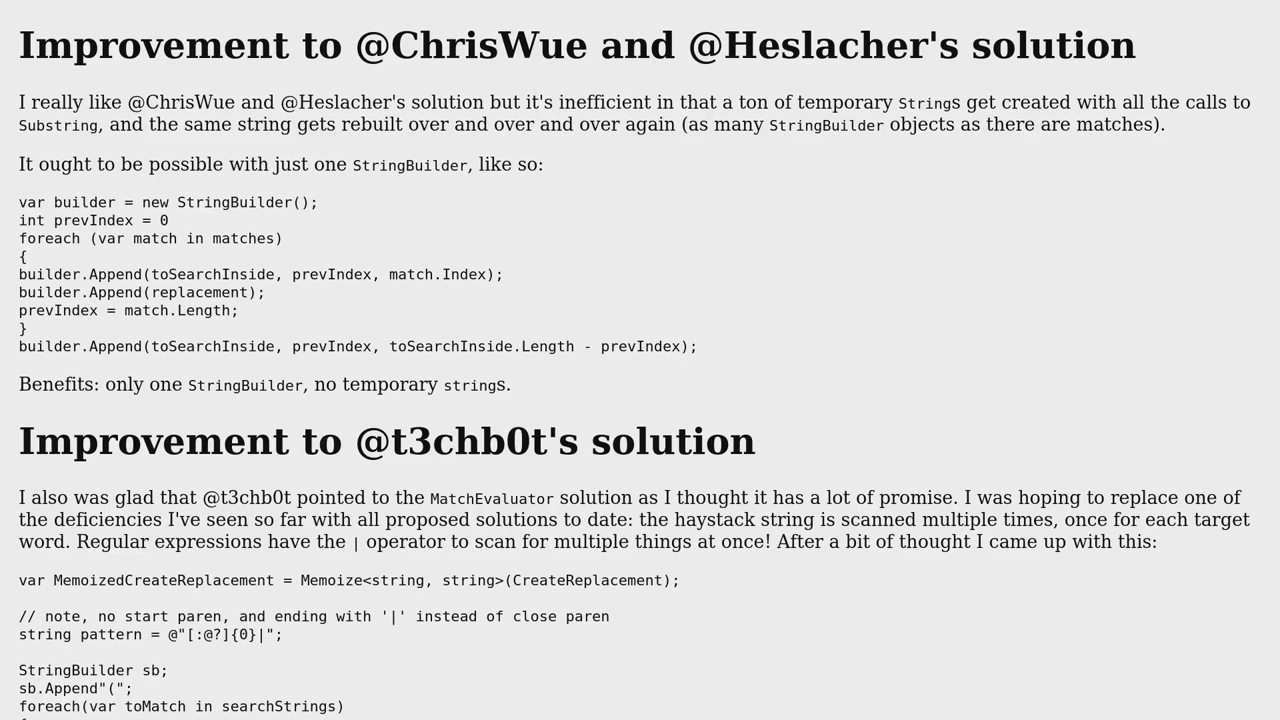 Improvement to @ChrisWue and @Heslacher's solution
I really like @ChrisWue and @Heslacher's solution but it's inefficient in that a ton of temporary Strings get created with all the calls to
Substring, and the same string gets rebuilt over and over and over again (as many StringBuilder objects as there are matches).
It ought to be possible with just one StringBuilder, like so:
var builder = new StringBuilder();
int prevIndex = 0
foreach (var match in matches)
{
builder.Append(toSearchInside, prevIndex, match.Index);
builder.Append(replacement);
prevIndex = match.Length;
}
builder.Append(toSearchInside, prevIndex, toSearchInside.Length - prevIndex);
Benefits: only one StringBuilder, no temporary strings.
Improvement to @t3chb0t's solution
I also was glad that @t3chb0t pointed to the MatchEvaluator solution as I thought it has a lot of promise. I was hoping to replace one of
the deficiencies I've seen so far with all proposed solutions to date: the haystack string is scanned multiple times, once for each target
word. Regular expressions have the | operator to scan for multiple things at once! After a bit of thought I came up with this:
var MemoizedCreateReplacement = Memoize<string, string>(CreateReplacement);
// note, no start paren, and ending with '|' instead of close paren
string pattern = @"[:@?]{0}|";
StringBuilder sb;
sb.Append"(";
foreach(var toMatch in searchStrings)